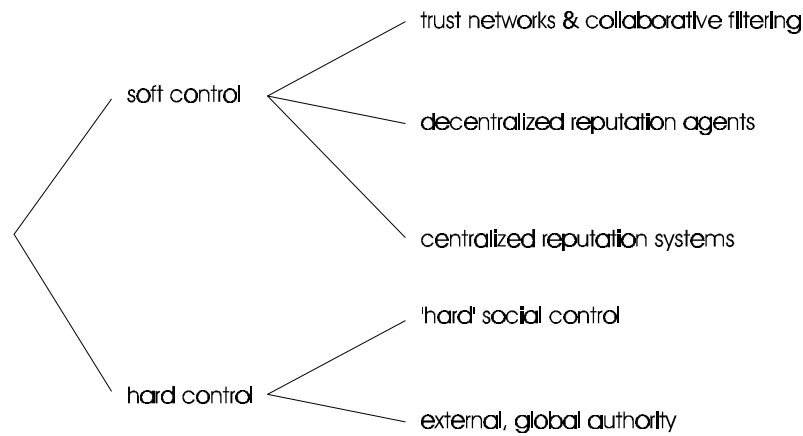 trust networks & collaborative filtering
soft control
decentralized reputation agents
centralized reputation systems
'hard' social control
hard control
external, global authority